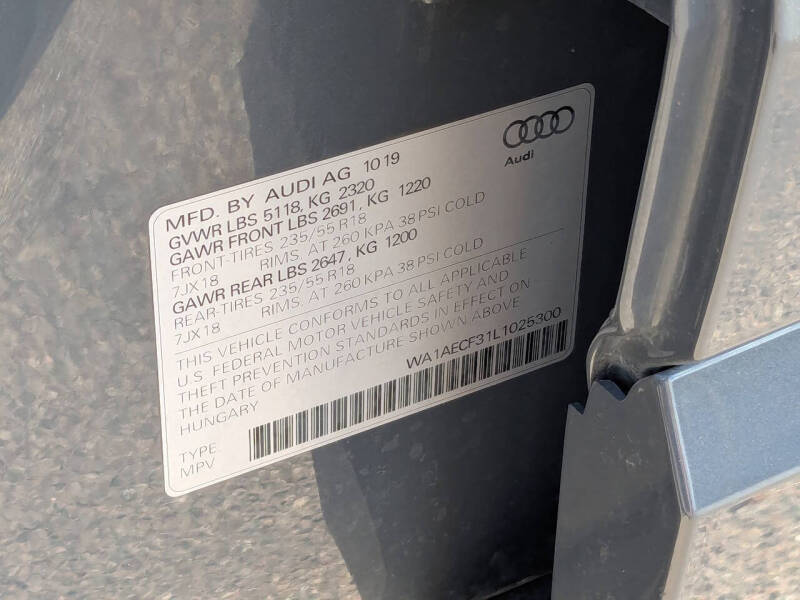 Audi
MFD. BY AUDI AG 10 19
GVWR LBS 5118, KG 2320
GAWR FRONT LBS 2691, KG 1220
FRONT-TIRES 235/55 R18
7JX18 RIMS. AT 260 KPA 38 PSI COLD
GAWR REAR LBS 2647, KG 1200
REAR-TIRES 235/55 R18
7JX18 RIMS. AT 260 KPA 38 PSI COLD
THIS VEHICLE CONFORMS TO ALL APPLICABLE
U.S. FEDERAL MOTOR VEHICLE SAFETY AND
THEFT PREVENTION STANDARDS IN EFFECT ON
THE DATE OF MANUFACTURE SHOWN ABOVE
HUNGARY WA1AECF31L1025300
TYPE
MPV